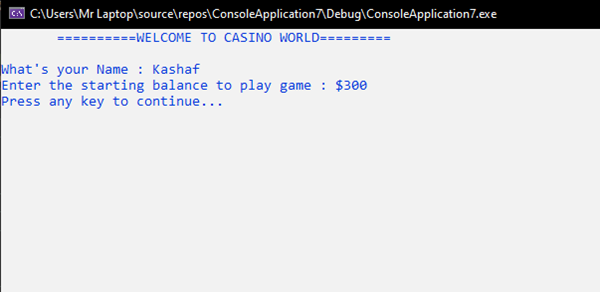 C:\Users\Mr Laptop\source\repos\ConsoleApplication7\Debug\ConsoleApplication7.exe
==========WELCOME TO CASINO WORLD=========
What's your Name : Kashaf
Enter the starting balance to play game : $300
Press any key to continue...